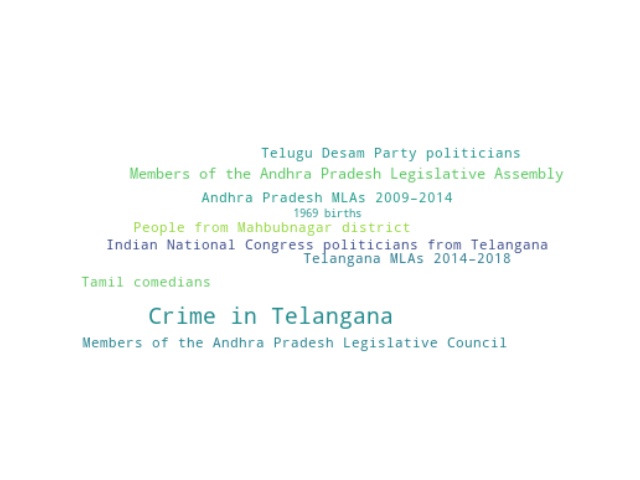 Telugu Desam Party politicians
Members of the Andhra Pradesh Legislative Assembly
Andhra Pradesh MLAs 2009–2014
1969 births
People from Mahbubnagar district
Indian National Congress politicians from Telangana
Telangana MLAs 2014–2018
Tamil comedians
Crime in Telangana
Members of the Andhra Pradesh Legislative Council